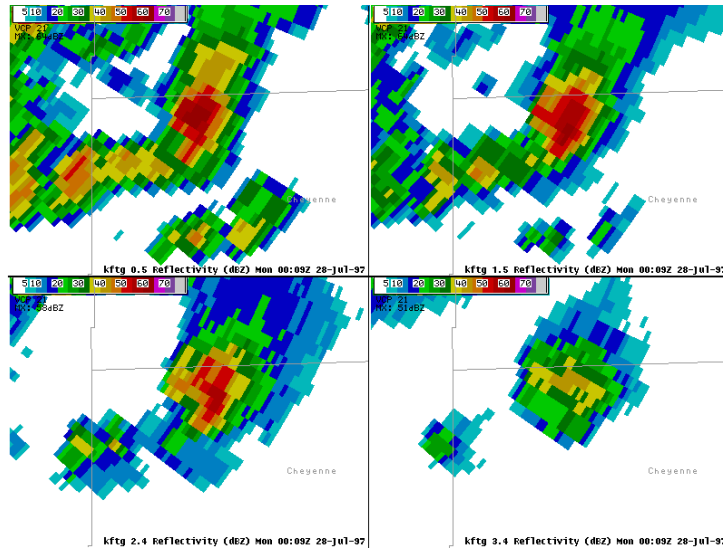 5 10 20 30 40 50 60 70
VCP 21
Cheyenne
kftg 0.5 Reflectivity (dBZ) Mon 00:09Z 28-jul-97
5 10 20 30 40 50 60 70
VCP 21
Cheyenne
kftg 1.5 Reflectivity (dBZ) Mon 00:09Z 28-jul-97
5 10 20 30 40 50 60 70
VCP 21
MX: 58dBZ
Cheyenne
kftg 2.4 Reflectivity (dBZ) Mon 00:09Z 28-jul-97
5 10 20 30 40 50 60 70
VCP 21
MX: 51dBZ
Cheyenne
kftg 3.4 Reflectivity (dBZ) Mon 00:09Z 28-jul-97